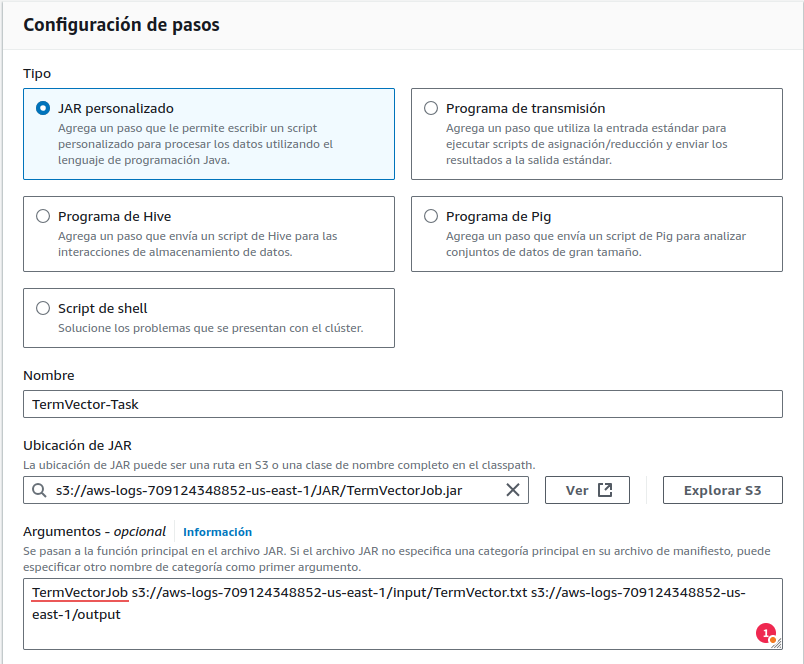 Configuración de pasos
Tipo
JAR personalizado
Agrega un paso que le permite escribir un script
personalizado para procesar los datos utilizando el
lenguaje de programación Java.
Programa de transmisión
Agrega un paso que utiliza la entrada estándar para
ejecutar scripts de asignación/reducción y enviar los
resultados a la salida estándar.
Programa de Hive
Agrega un paso que envía un script de Hive para las
interacciones de almacenamiento de datos.
Programa de Pig
Agrega un paso que envía un script de Pig para analizar
conjuntos de datos de gran tamaño.
Script de shell
Solucione los problemas que se presentan con el clúster.
Nombre
TermVector-Task
Ubicación de JAR
La ubicación de JAR puede ser una ruta en S3 o una clase de nombre completo en el classpath.
s3://aws-logs-709124348852-us-east-1/JAR/TermVectorJob.jar
Ver
Explorar S3
Argumentos - opcional
Información
Se pasan a la función principal en el archivo JAR. Si el archivo JAR no especifica una categoría principal en su archivo de manifiesto, puede
especificar otro nombre de categoría como primer argumento.
TermVectorJob s3://aws-logs-709124348852-us-east-1/input/TermVector.txt s3://aws-logs-709124348852-us-
east-1/output
1